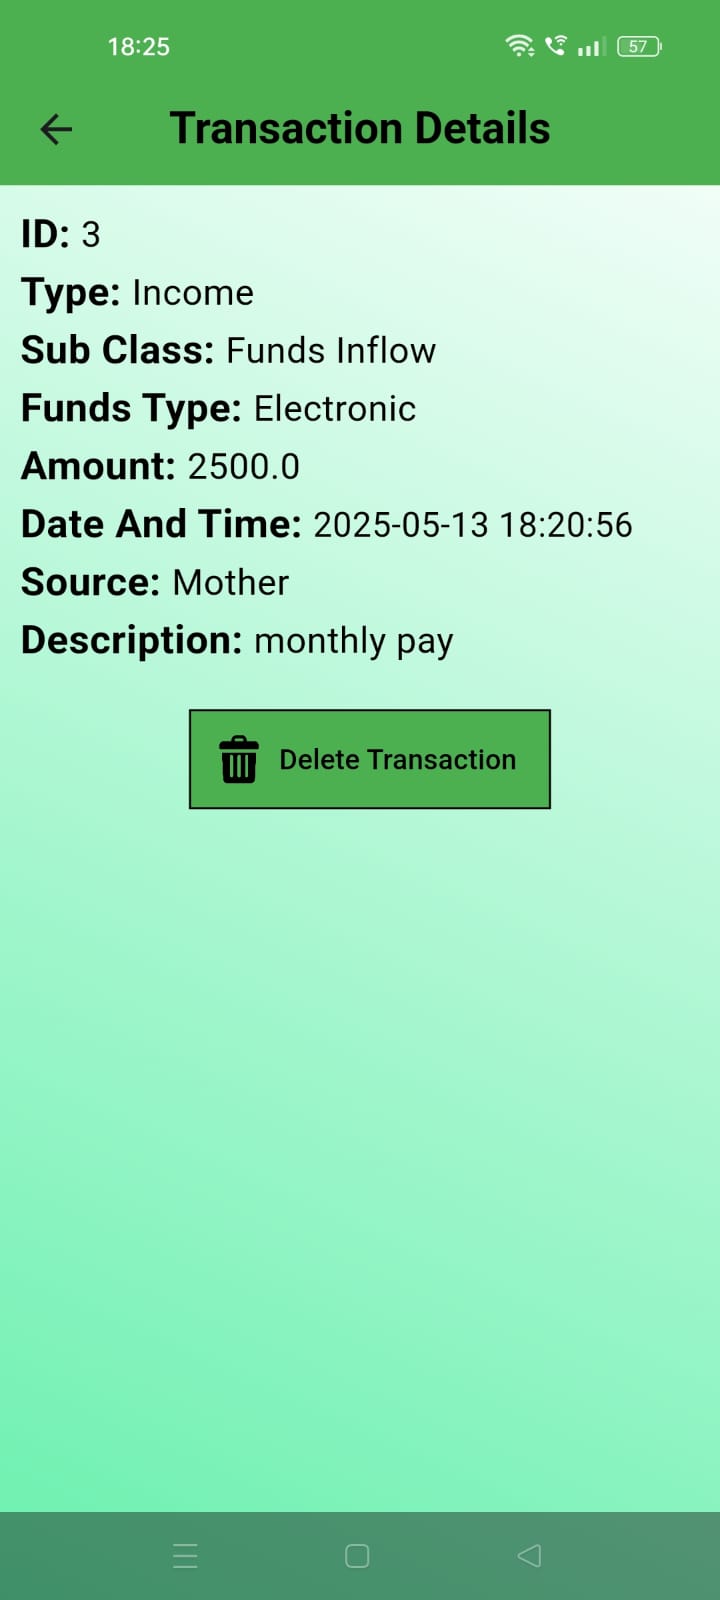 18:25
57
Transaction Details
ID: 3
Type: Income
Sub Class: Funds Inflow
Funds Type: Electronic
Amount: 2500.0
Date And Time: 2025-05-13 18:20:56
Source: Mother
Description: monthly pay
Delete Transaction